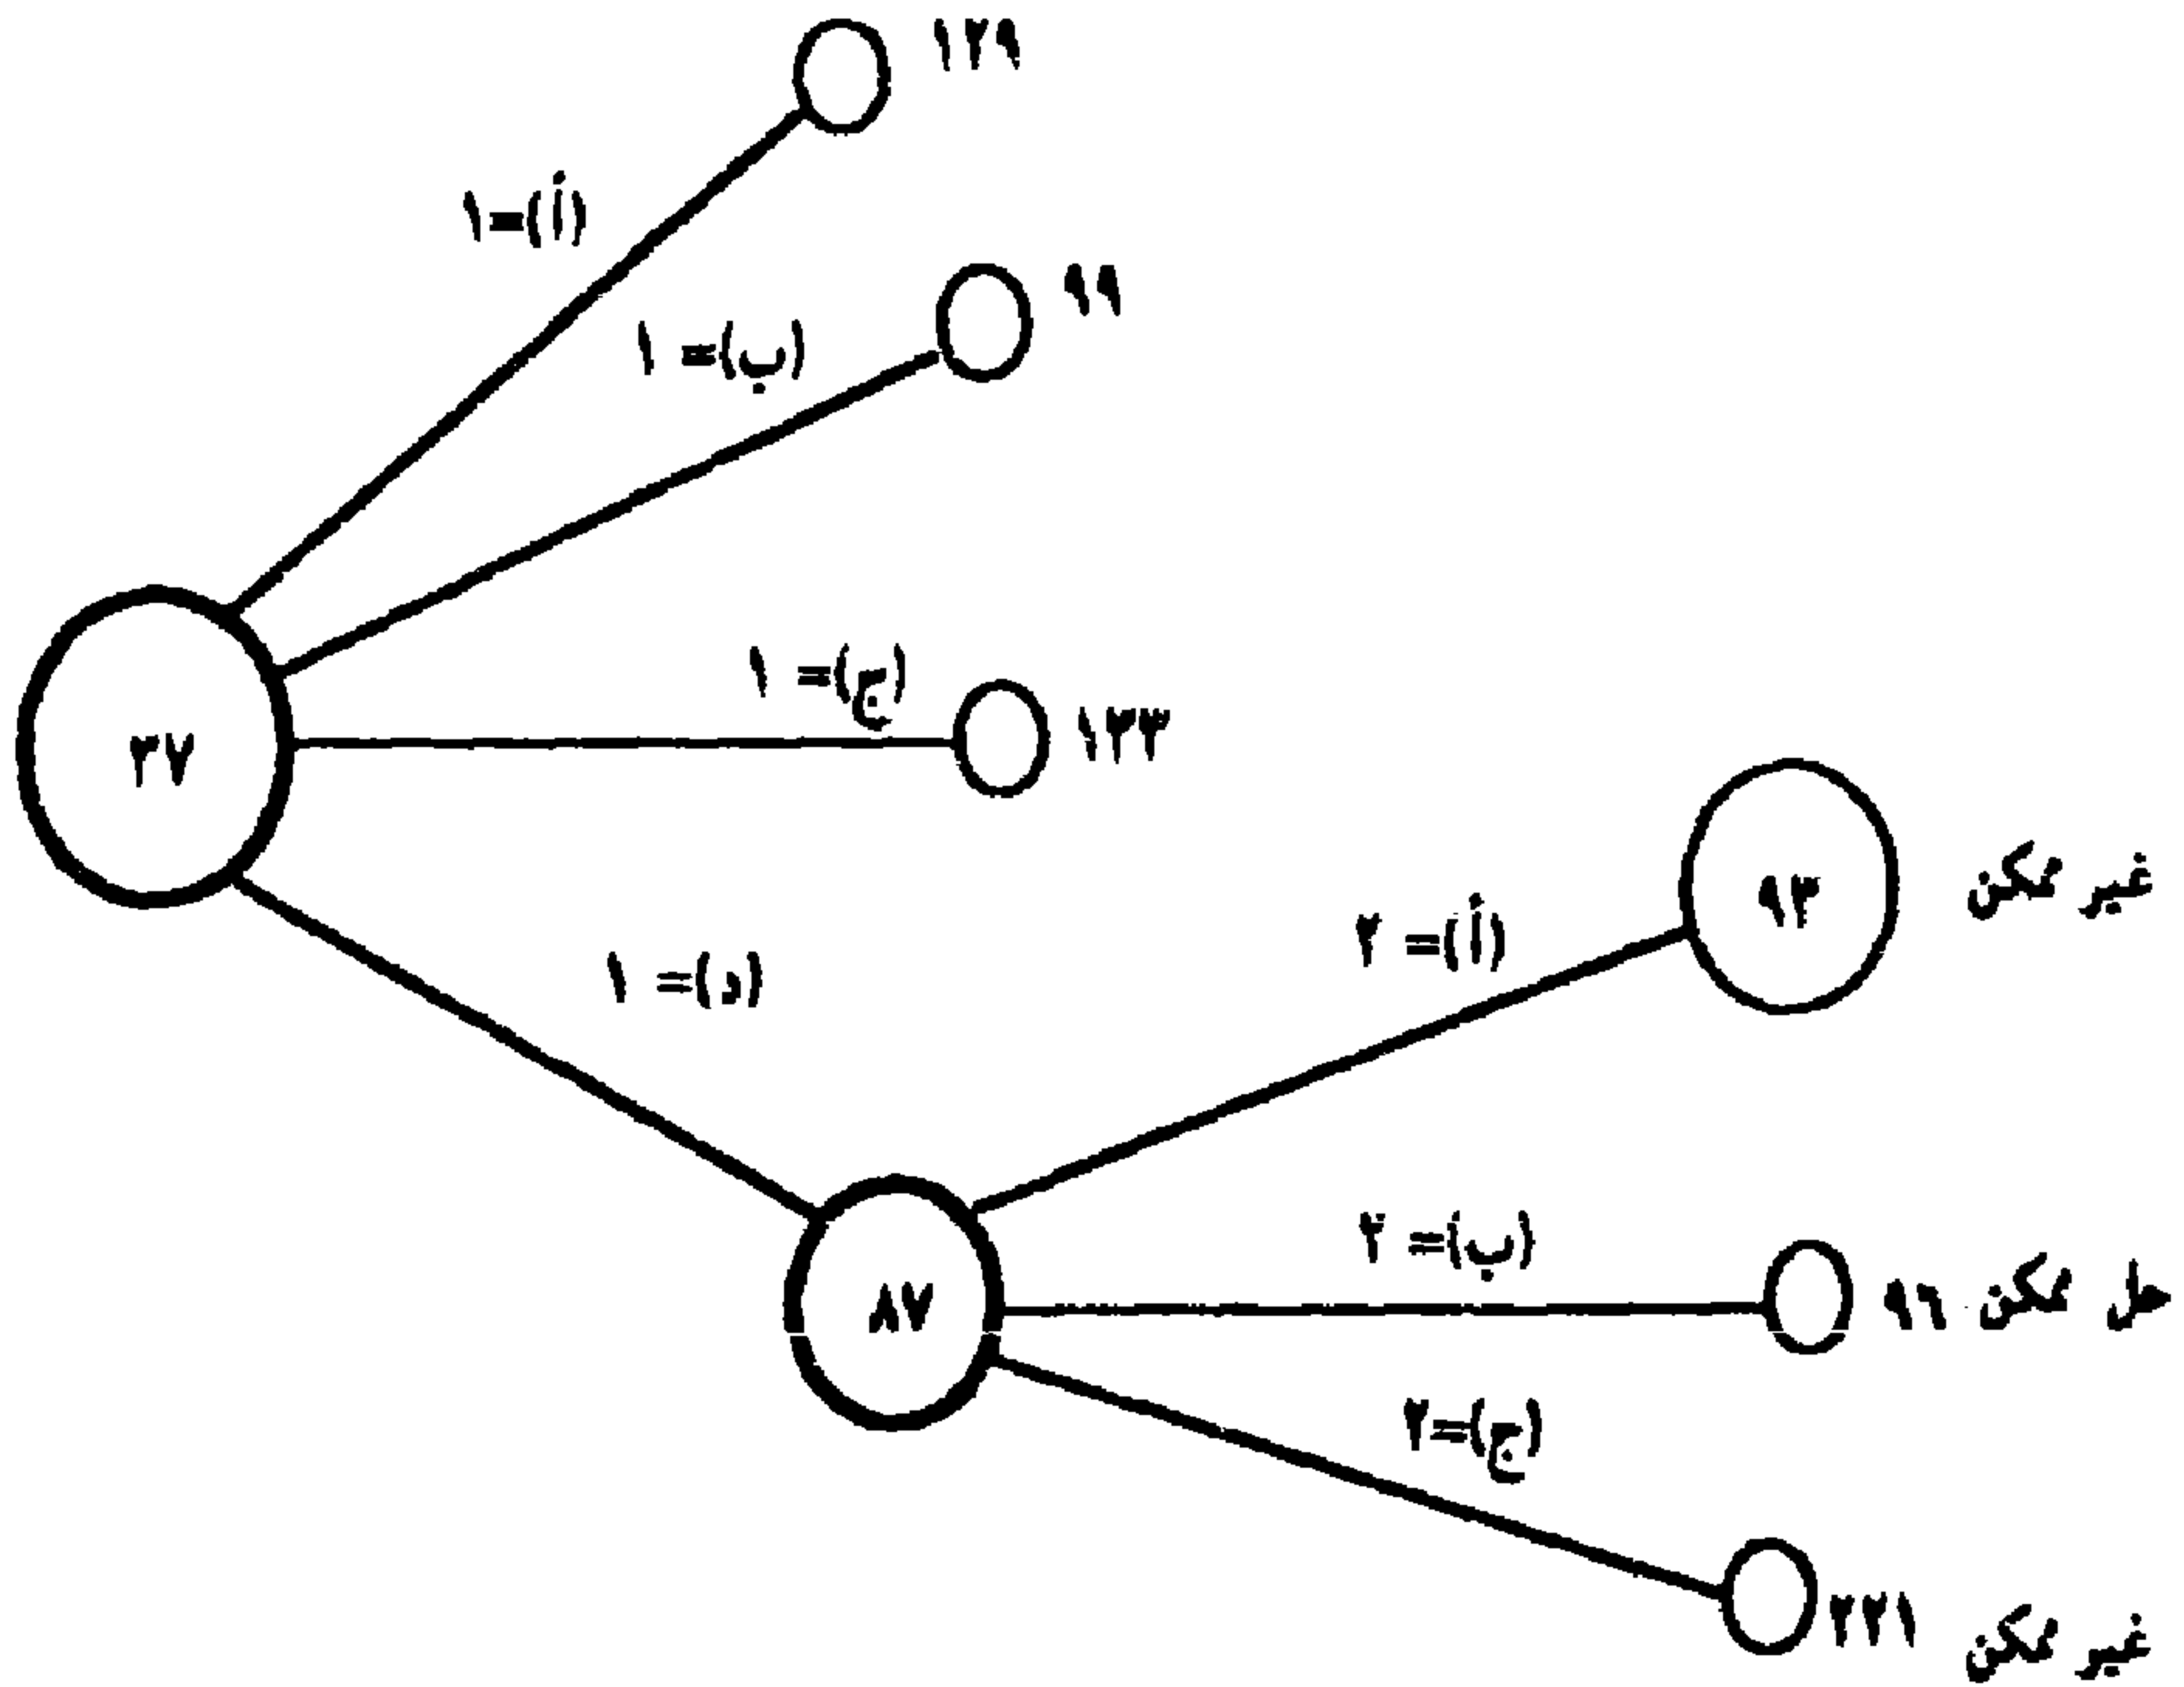 ١٢٩
(أ)=١
٩٩
(ب)= ١
(ج)= ١
١٢٣
٣٧
(د)= ١
(أ)= ٢
٩٣
غير ممكن
(ب)= ٢
٨٧
حل ممكن ٩٦
(ج)=٢
٢٢١
غير ممكن